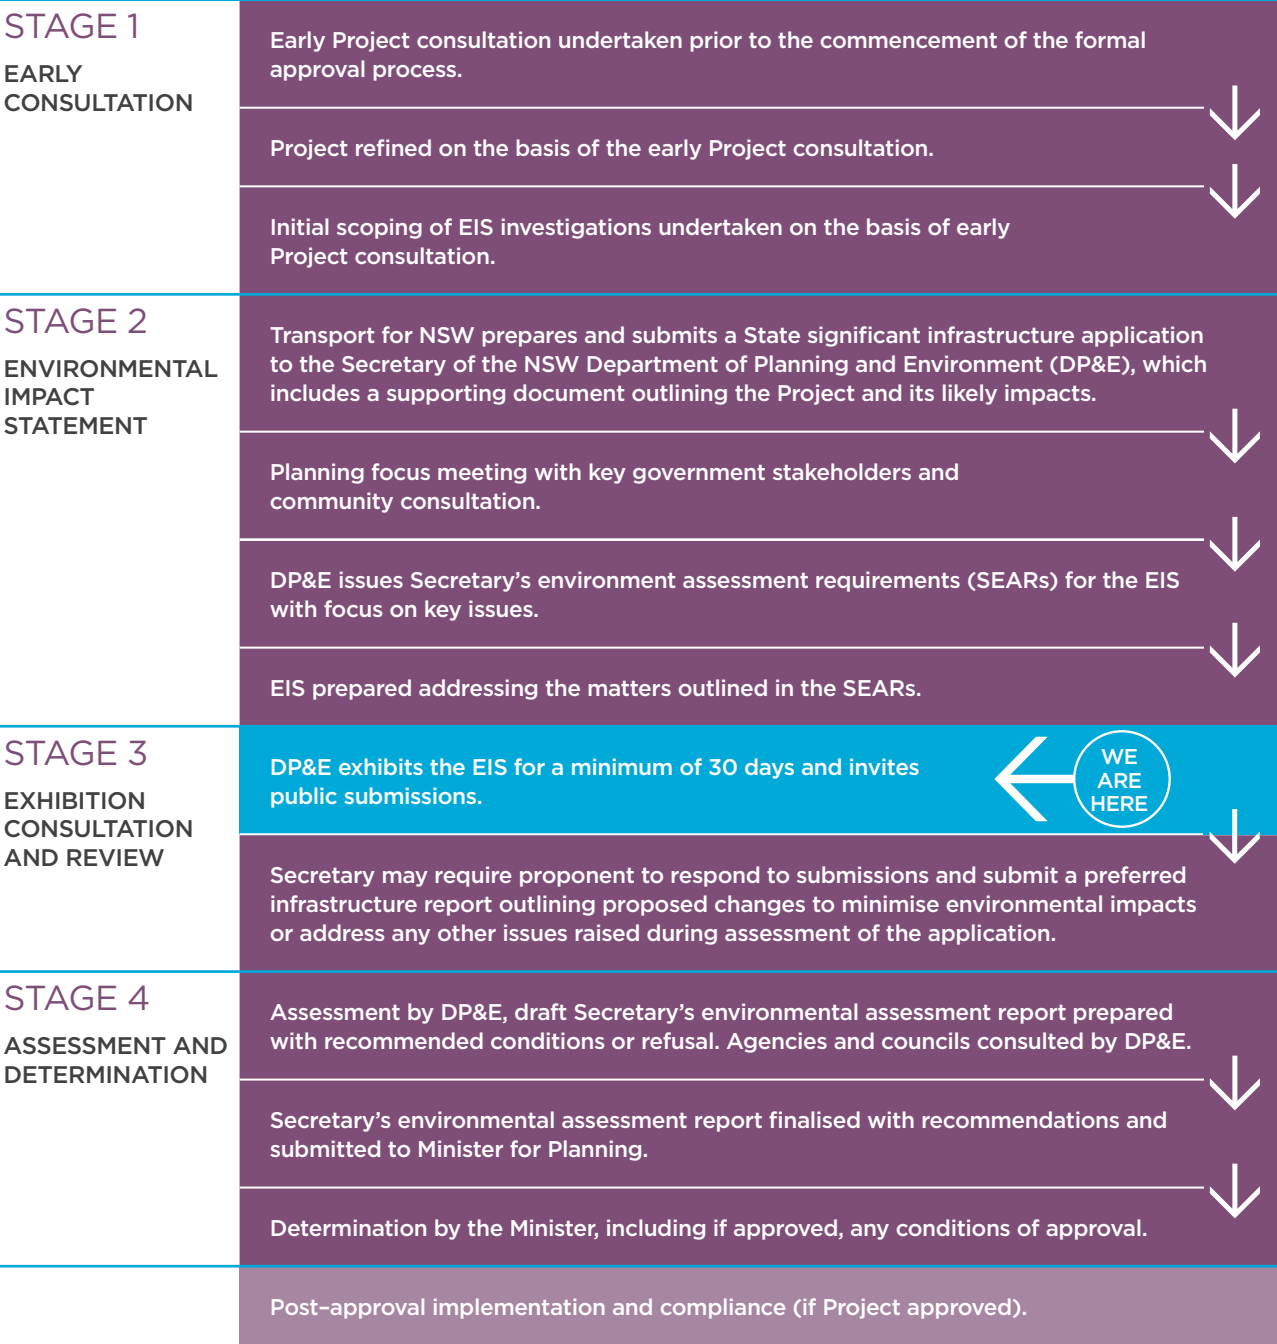 STAGE 1
EARLY
CONSULTATION
Early Project consultation undertaken prior to the commencement of the formal
approval process.
Project refined on the basis of the early Project consultation.
Initial scoping of EIS investigations undertaken on the basis of early
Project consultation.
STAGE 2
ENVIRONMENTAL
IMPACT
STATEMENT
Transport for NSW prepares and submits a State significant infrastructure application
to the Secretary of the NSW Department of Planning and Environment (DP&E), which
includes a supporting document outlining the Project and its likely impacts.
Planning focus meeting with key government stakeholders and
community consultation.
DP&E issues Secretary’s environment assessment requirements (SEARs) for the EIS
with focus on key issues.
EIS prepared addressing the matters outlined in the SEARs.
STAGE 3
EXHIBITION
CONSULTATION
AND REVIEW
DP&E exhibits the EIS for a minimum of 30 days and invites
public submissions.
WE
ARE
HERE
Secretary may require proponent to respond to submissions and submit a preferred
infrastructure report outlining proposed changes to minimise environmental impacts
or address any other issues raised during assessment of the application.
STAGE 4
ASSESSMENT AND
DETERMINATION
Assessment by DP&E, draft Secretary’s environmental assessment report prepared
with recommended conditions or refusal. Agencies and councils consulted by DP&E.
Secretary’s environmental assessment report finalised with recommendations and
submitted to Minister for Planning.
Determination by the Minister, including if approved, any conditions of approval.
Post–approval implementation and compliance (if Project approved).